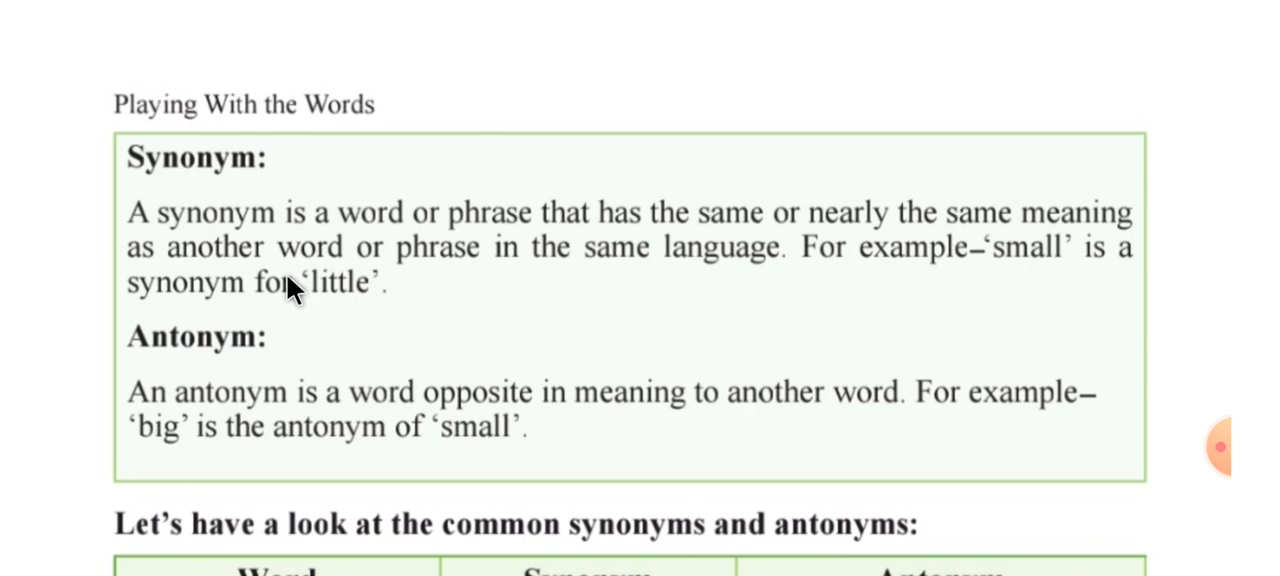 Playing With the Words
Synonym:
A synonym is a word or phrase that has the same or nearly the same meaning
as another word or phrase in the same language. For example–‘small’ is a
synonym for ‘little’.
Antonym:
An antonym is a word opposite in meaning to another word. For example–
‘big’ is the antonym of ‘small’.
Let’s have a look at the common synonyms and antonyms:
Word Synonym Antonym